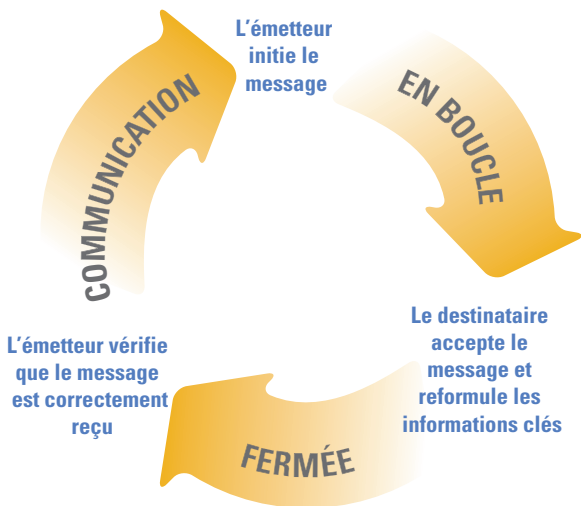 L'émetteur
initie le
message
EN BOUCLE
Le destinataire
accepte le
message et
reformule les
informations clés
FERMÉE
L'émetteur vérifie
que le message
est correctement
reçu
COMMUNICATION